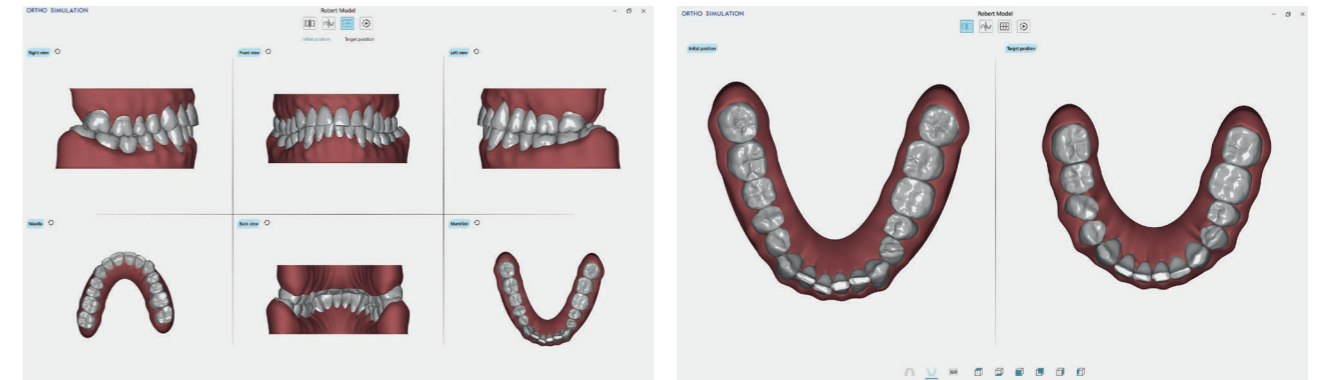 ORTHO SIMULATION
Robert Model
Initial position Target position
Right view
Front view
Left view
Maxilla
Back view
Mandible
ORTHO SIMULATION
Robert Model
Initial position
Target position